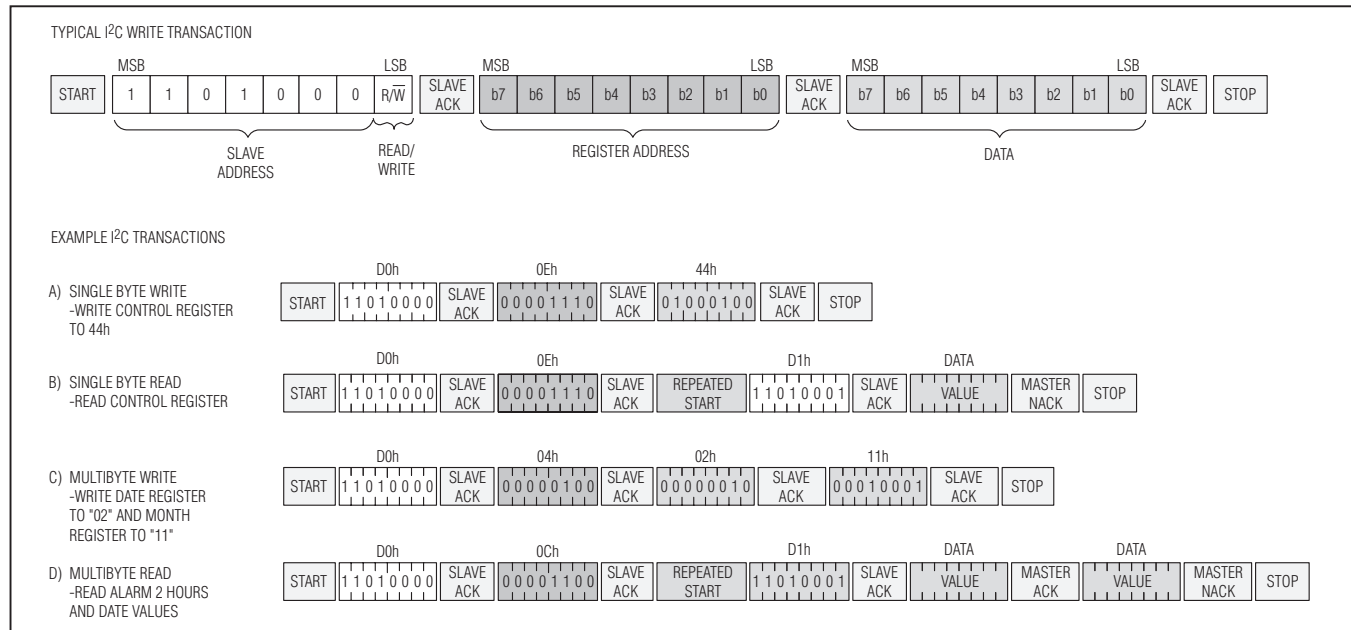 TYPICAL I2C WRITE TRANSACTION
MSB LSB MSB LSB MSB LSB
START 1 1 0 1 0 0 0 R/W̅ SLAVE ACK b7 b6 b5 b4 b3 b2 b1 b0 SLAVE ACK b7 b6 b5 b4 b3 b2 b1 b0 SLAVE ACK STOP
SLAVE ADDRESS READ/WRITE REGISTER ADDRESS DATA
EXAMPLE I2C TRANSACTIONS
D0h 0Eh 44h
A) SINGLE BYTE WRITE
-WRITE CONTROL REGISTER
TO 44h
START 11010000 SLAVE ACK 00001110 SLAVE ACK 01000100 SLAVE ACK STOP
D0h 0Eh D1h DATA
B) SINGLE BYTE READ
-READ CONTROL REGISTER
START 11010000 SLAVE ACK 00001110 SLAVE ACK REPEATED START 11010001 SLAVE ACK VALUE MASTER NACK STOP
D0h 04h 02h 11h
C) MULTIBYTE WRITE
-WRITE DATE REGISTER
TO "02" AND MONTH
REGISTER TO "11"
START 11010000 SLAVE ACK 00000100 SLAVE ACK 00000010 SLAVE ACK 00010001 SLAVE ACK STOP
D0h 0Ch D1h DATA DATA
D) MULTIBYTE READ
-READ ALARM 2 HOURS
AND DATE VALUES
START 11010000 SLAVE ACK 00001100 SLAVE ACK REPEATED START 11010001 SLAVE ACK VALUE MASTER ACK VALUE MASTER NACK STOP